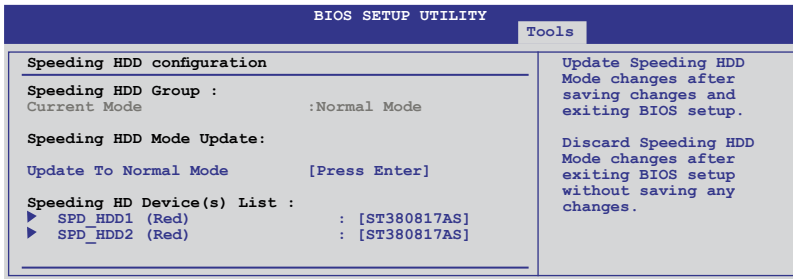 BIOS SETUP UTILITY
Tools
Speeding HDD configuration
Speeding HDD Group :
Current Mode :Normal Mode
Speeding HDD Mode Update:
Update To Normal Mode [Press Enter]
Speeding HD Device(s) List :
SPD_HDD1 (Red) : [ST380817AS]
SPD_HDD2 (Red) : [ST380817AS]
Update Speeding HDD
Mode changes after
saving changes and
exiting BIOS setup.
Discard Speeding HDD
Mode changes after
exiting BIOS setup
without saving any
changes.